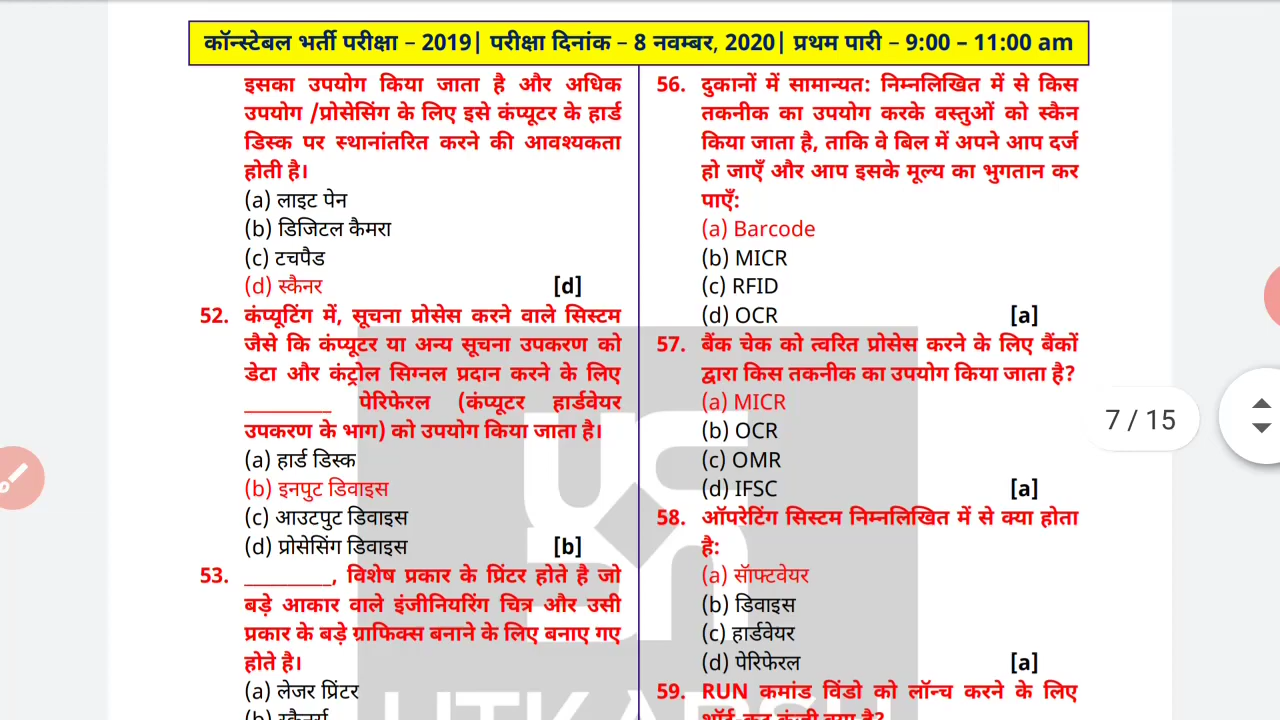 कॉन्स्टेबल भर्ती परीक्षा – 2019| परीक्षा दिनांक – 8 नवम्बर, 2020| प्रथम पारी – 9:00 – 11:00 am
इसका उपयोग किया जाता है और अधिक
उपयोग /प्रोसेसिंग के लिए इसे कंप्यूटर के हार्ड
डिस्क पर स्थानांतरित करने की आवश्यकता
होती है।
(a) लाइट पेन
(b) डिजिटल कैमरा
(c) टचपैड
(d) स्कैनर [d]
52. कंप्यूटिंग में, सूचना प्रोसेस करने वाले सिस्टम
जैसे कि कंप्यूटर या अन्य सूचना उपकरण को
डेटा और कंट्रोल सिग्नल प्रदान करने के लिए
_________ पेरिफेरल (कंप्यूटर हार्डवेयर
उपकरण के भाग) को उपयोग किया जाता है।
(a) हार्ड डिस्क
(b) इनपुट डिवाइस
(c) आउटपुट डिवाइस
(d) प्रोसेसिंग डिवाइस [b]
53. _________, विशेष प्रकार के प्रिंटर होते है जो
बड़े आकार वाले इंजीनियरिंग चित्र और उसी
प्रकार के बड़े ग्राफिक्स बनाने के लिए बनाए गए
होते है।
(a) लेजर प्रिंटर
(b) स्कैनर्स
56. दुकानों में सामान्यत: निम्नलिखित में से किस
तकनीक का उपयोग करके वस्तुओं को स्कैन
किया जाता है, ताकि वे बिल में अपने आप दर्ज
हो जाएँ और आप इसके मूल्य का भुगतान कर
पाएँ:
(a) Barcode
(b) MICR
(c) RFID
(d) OCR [a]
57. बैंक चेक को त्वरित प्रोसेस करने के लिए बैंकों
द्वारा किस तकनीक का उपयोग किया जाता है?
(a) MICR
(b) OCR
(c) OMR
(d) IFSC [a]
58. ऑपरेटिंग सिस्टम निम्नलिखित में से क्या होता
है:
(a) सॅाफ्टवेयर
(b) डिवाइस
(c) हार्डवेयर
(d) पेरिफेरल [a]
59. RUN कमांड विंडो को लॉन्च करने के लिए
शॉर्ट-कट कुंजी क्या है?
7 / 15
UTKARSH